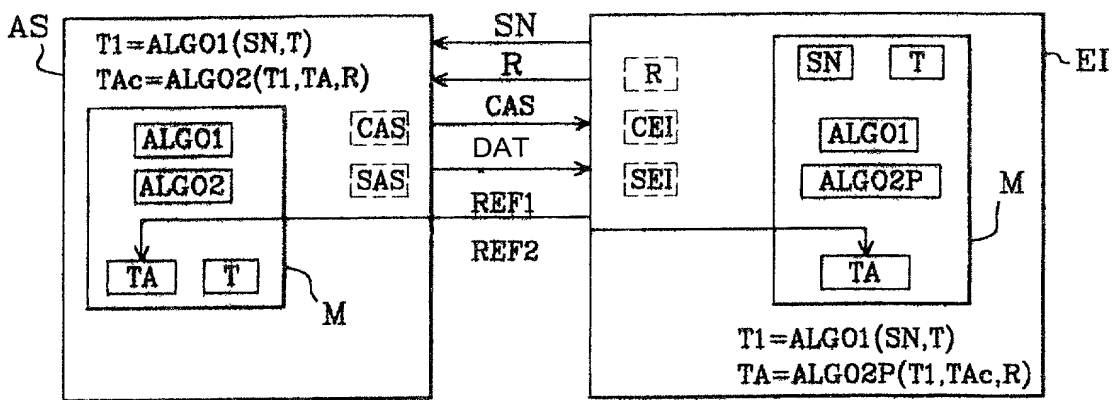 AS
T1=ALGO1(SN,T)
TAc=ALGO2(T1,TA,R)
ALGO1
ALGO2
CAS
SAS
TA
T
M
SN
R
CAS
DAT
REF1
REF2
R
CEI
SEI
SN
T
ALGO1
ALGO2P
TA
EI
M
T1=ALGO1(SN,T)
TA=ALGO2P(T1,TAc,R)